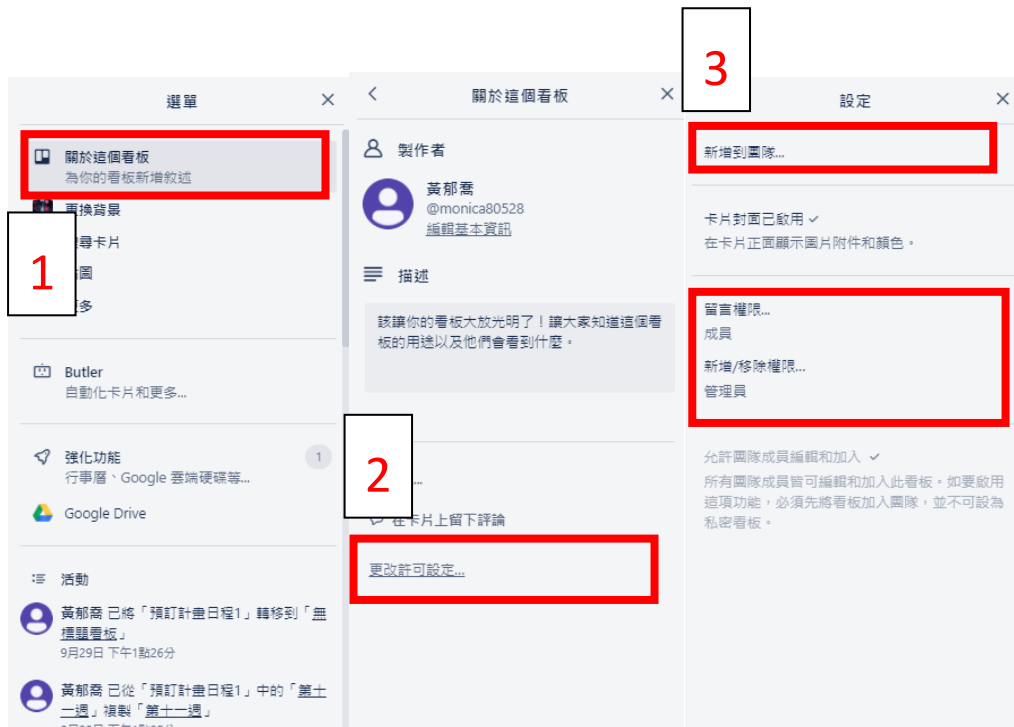 選單
關於這個看板
為你的看板新增敘述
更換背景
尋卡片
圖
多
1
Butler
自動化卡片和更多...
強化功能
1
行事曆、Google 雲端硬碟等...
Google Drive
活動
黃郁喬 已將「預訂計畫日程1」轉移到「無
標題看板」
9月29日 下午1點26分
黃郁喬 已從「預訂計畫日程1」中的「第十
一週」複製「第十一週」
關於這個看板
製作者
黃郁喬
@monica80528
編輯基本資訊
描述
該讓你的看板大放光明了！讓大家知道這個看
板的用途以及他們會看到什麼。
2
...
在卡片上留下評論
更改許可設定...
3
設定
新增到團隊...
卡片封面已啟用 ✓
在卡片正面顯示圖片附件和顏色。
留言權限...
成員
新增/移除權限...
管理員
允許團隊成員編輯和加入 ✓
所有團隊成員皆可編輯和加入此看板。如要啟用
這項功能，必須先將看板加入團隊，並不可設為
私密看板。